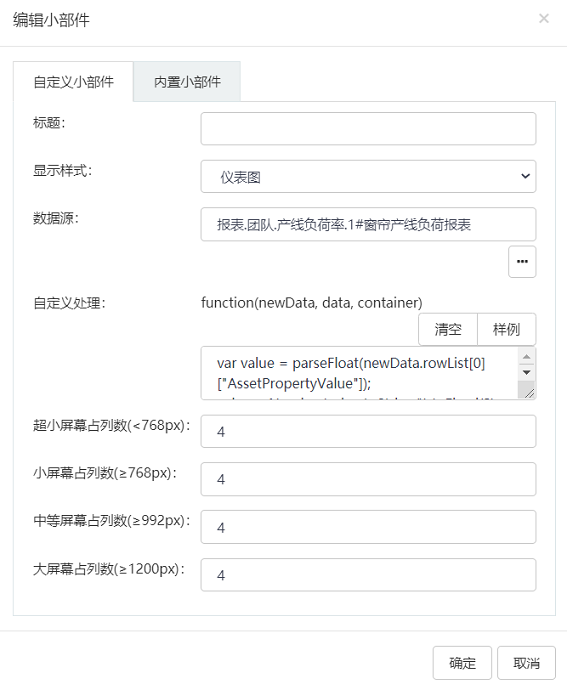 编辑小部件
×
自定义小部件 内置小部件
标题:
显示样式: 仪表图
数据源: 报表.团队.产线负荷率.1#窗帘产线负荷报表
...
自定义处理: function(newData, data, container)
清空 样例
var value = parseFloat(newData.rowList[0]
["AssetPropertyValue"]);
超小屏幕占列数(<768px): 4
小屏幕占列数(≥768px): 4
中等屏幕占列数(≥992px): 4
大屏幕占列数(≥1200px): 4
确定 取消